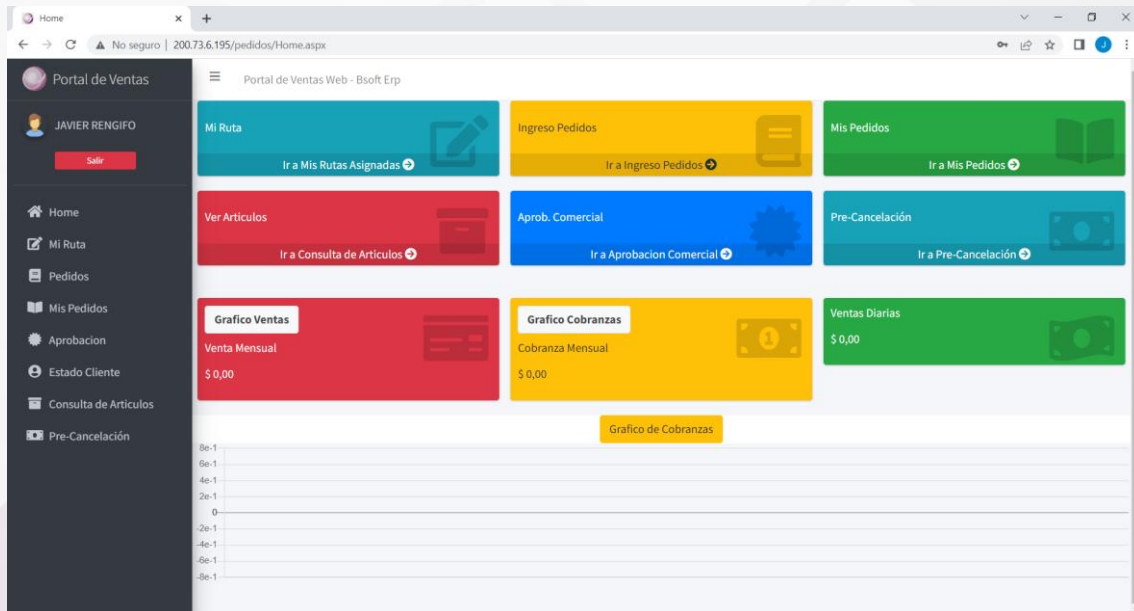 Home
No seguro | 200.73.6.195/pedidos/Home.aspx
J
Portal de Ventas
Portal de Ventas Web - Bsoft Erp
JAVIER RENGIFO
Salir
Home
Mi Ruta
Pedidos
Mis Pedidos
Aprobacion
Estado Cliente
Consulta de Articulos
Pre-Cancelación
Mi Ruta
Ir a Mis Rutas Asignadas
Ingreso Pedidos
Ir a Ingreso Pedidos
Mis Pedidos
Ir a Mis Pedidos
Ver Articulos
Ir a Consulta de Articulos
Aprob. Comercial
Ir a Aprobacion Comercial
Pre-Cancelación
Ir a Pre-Cancelación
Grafico Ventas
Venta Mensual
$ 0,00
Grafico Cobranzas
Cobranza Mensual
$ 0,00
1
Ventas Diarias
$ 0,00
Grafico de Cobranzas
8e-1
6e-1
4e-1
2e-1
0
-2e-1
-4e-1
-6e-1
-8e-1